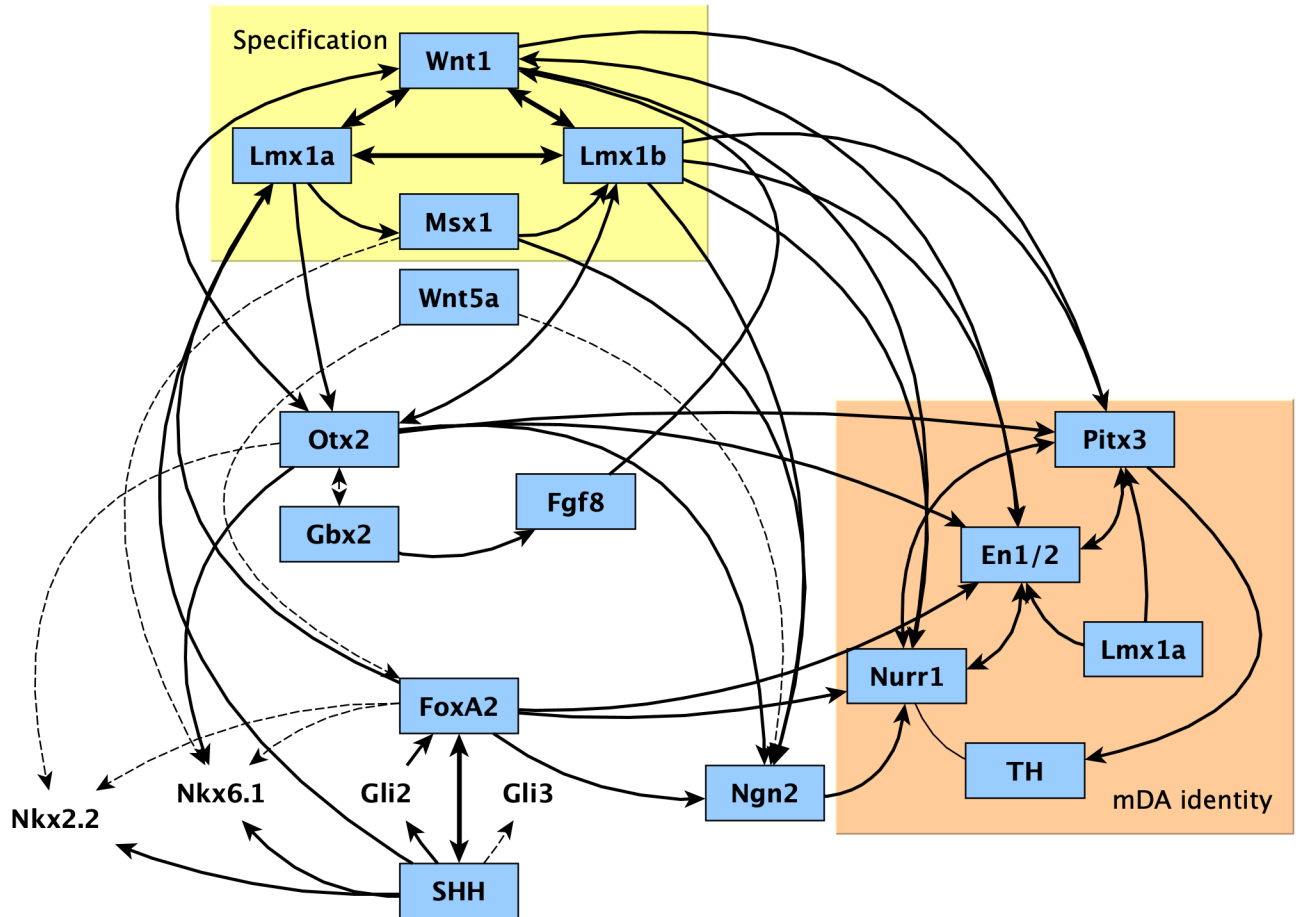 Specification
Wnt1
Lmx1a
Lmx1b
Msx1
Wnt5a
Otx2
Pitx3
Fgf8
Gbx2
En1/2
Lmx1a
Nurr1
FoxA2
TH
Nkx6.1
Gli2
Gli3
Ngn2
mDA identity
Nkx2.2
SHH